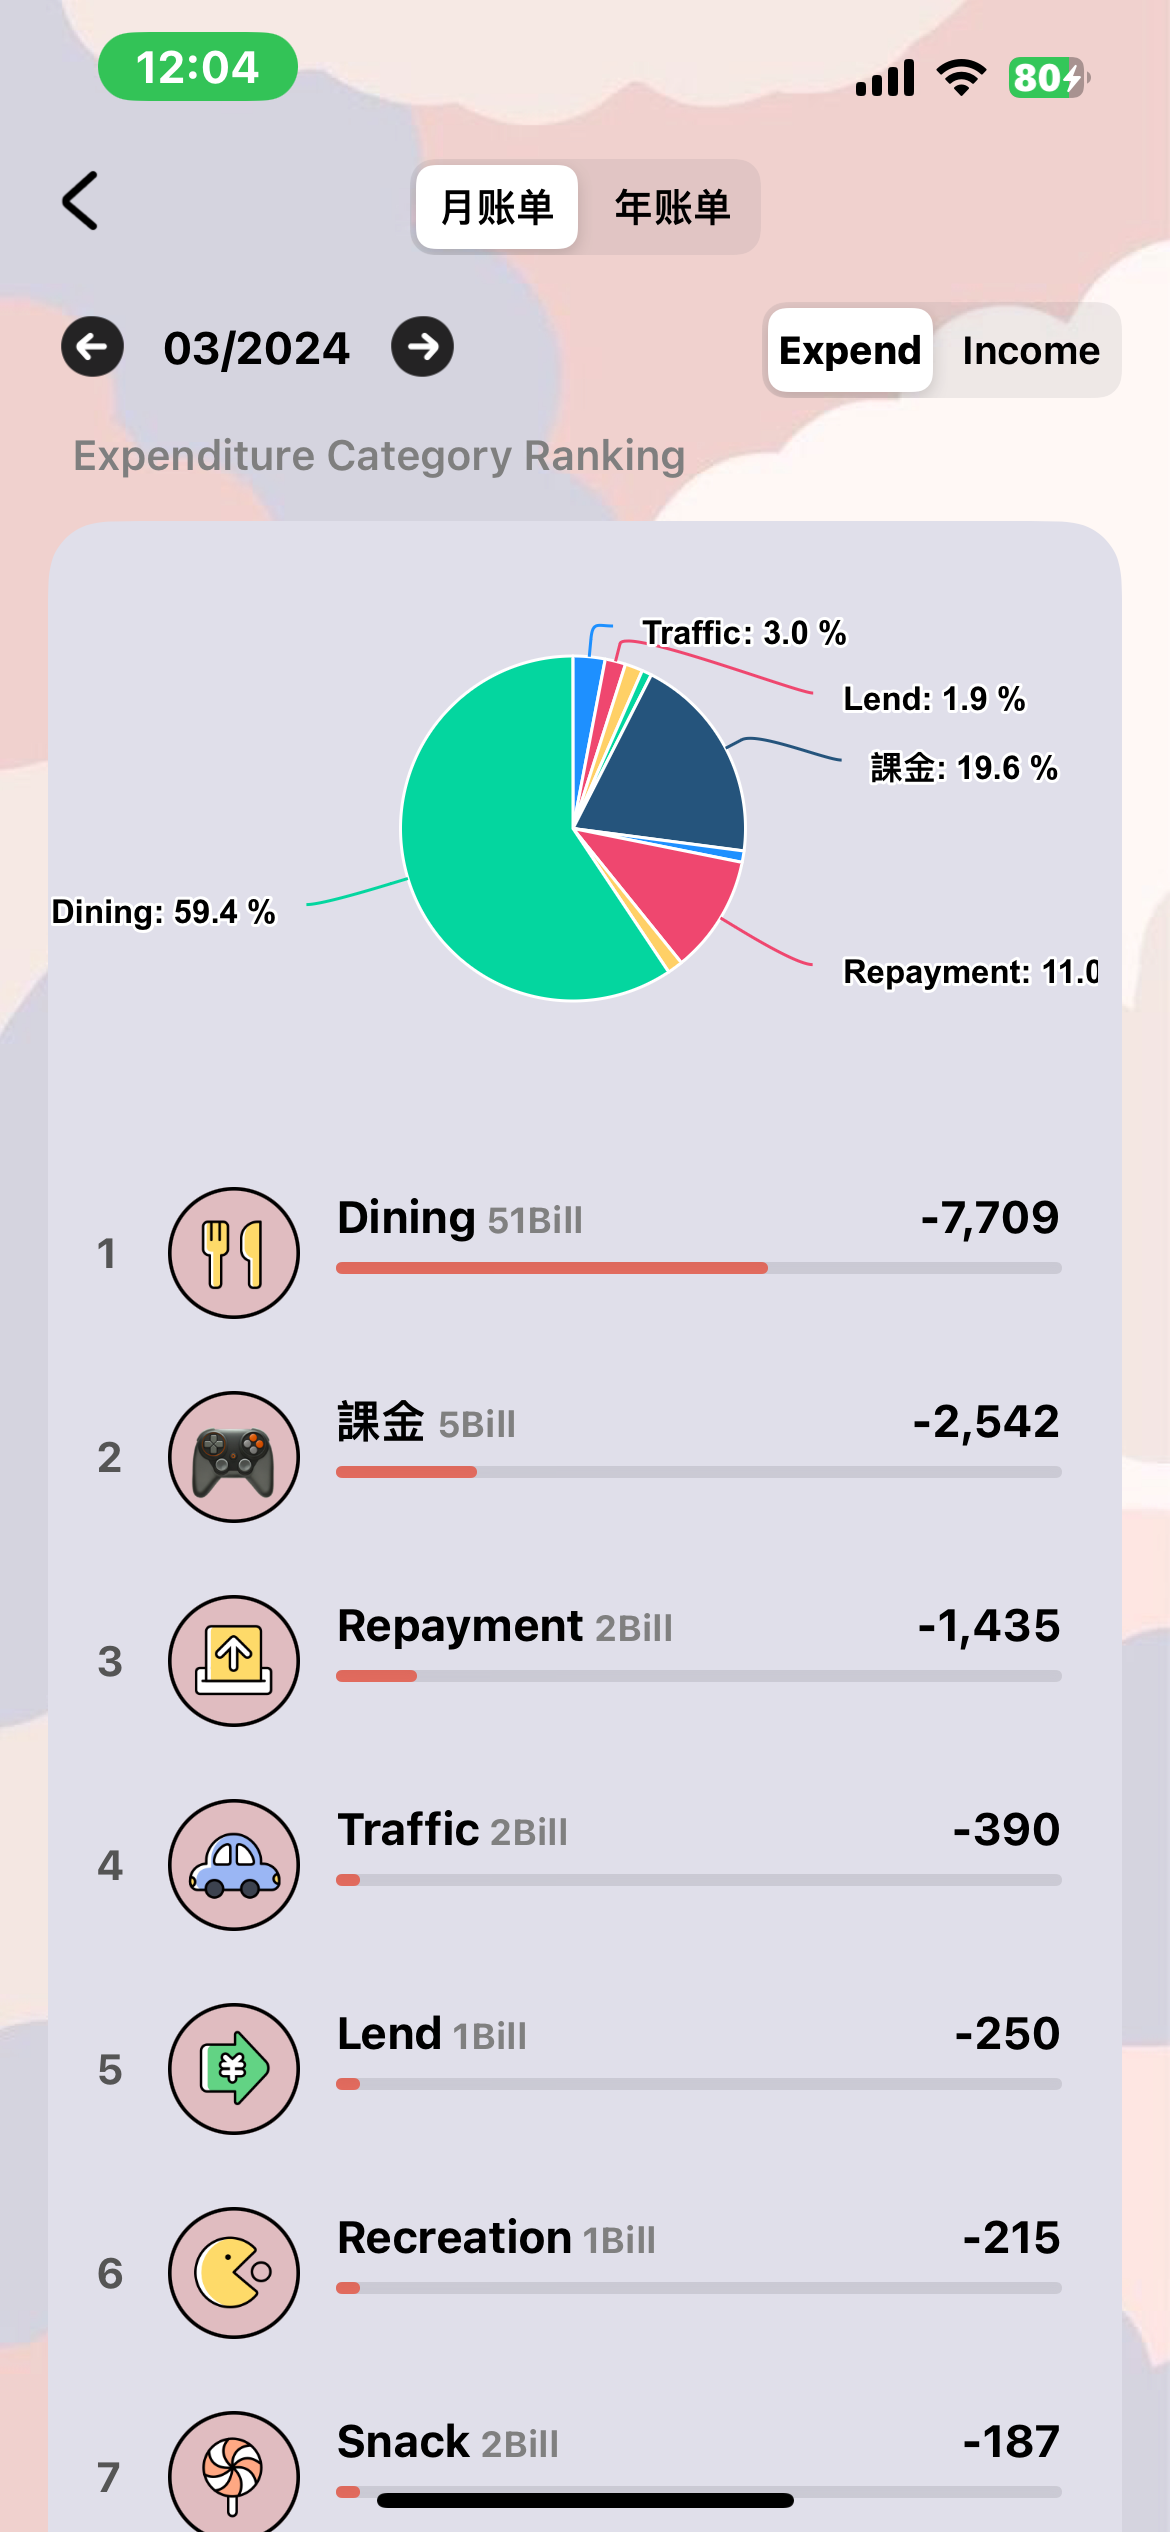 12:04
80
月账单 年账单
03/2024
Expend Income
Expenditure Category Ranking
Traffic: 3.0 %
Lend: 1.9 %
課金: 19.6 %
Dining: 59.4 %
Repayment: 11.0
1 Dining 51Bill -7,709
2 課金 5Bill -2,542
3 Repayment 2Bill -1,435
4 Traffic 2Bill -390
5 Lend 1Bill -250
¥
6 Recreation 1Bill -215
7 Snack 2Bill -187